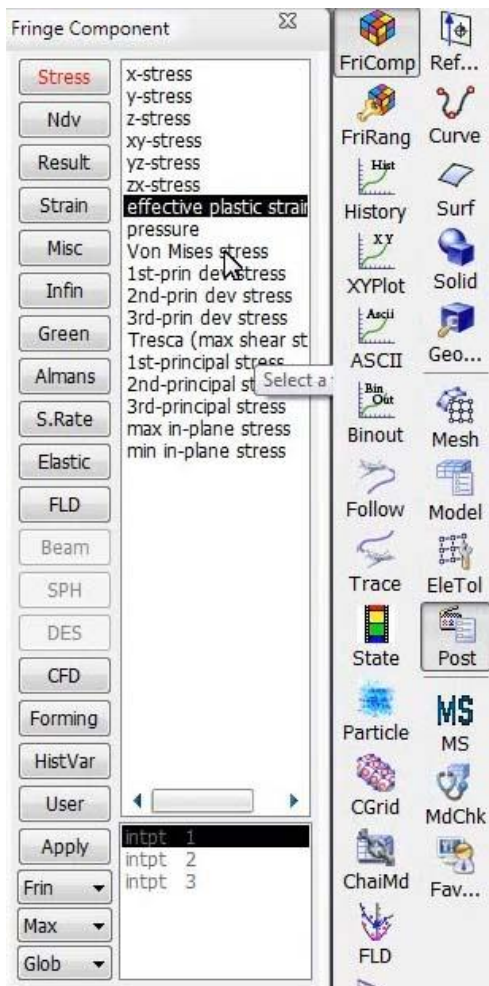 Fringe Component
Stress
Ndv
Result
Strain
Misc
Infin
Green
Almans
S.Rate
Elastic
FLD
Beam
SPH
DES
CFD
Forming
HistVar
User
Apply
Frin
Max
Glob
x-stress
y-stress
z-stress
xy-stress
yz-stress
zx-stress
effective plastic strain
pressure
Von Mises stress
1st-prin dev stress
2nd-prin dev stress
3rd-prin dev stress
Tresca (max shear st
1st-principal stress
2nd-principal st
3rd-principal stress
max in-plane stress
min in-plane stress
Select a
intpt 1
intpt 2
intpt 3
FriComp
FriRang
Hist
History
X Y
XYPlot
Ascii
ASCII
Bin
Out
Binout
Follow
Trace
State
Particle
CGrid
ChaiMd
FLD
Ref...
Curve
Surf
Solid
Geo...
Mesh
Model
EleTol
Post
MS
MS
MdChk
Fav...